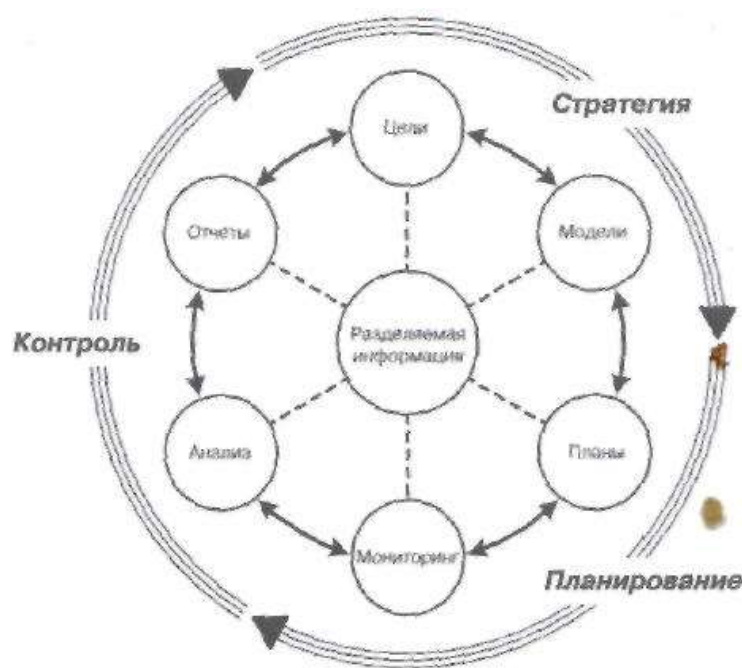 Стратегия
Цели
Отчеты
Модели
Контроль
Разделяемая
информация
Анализ
Планы
Мониторинг
Планирование